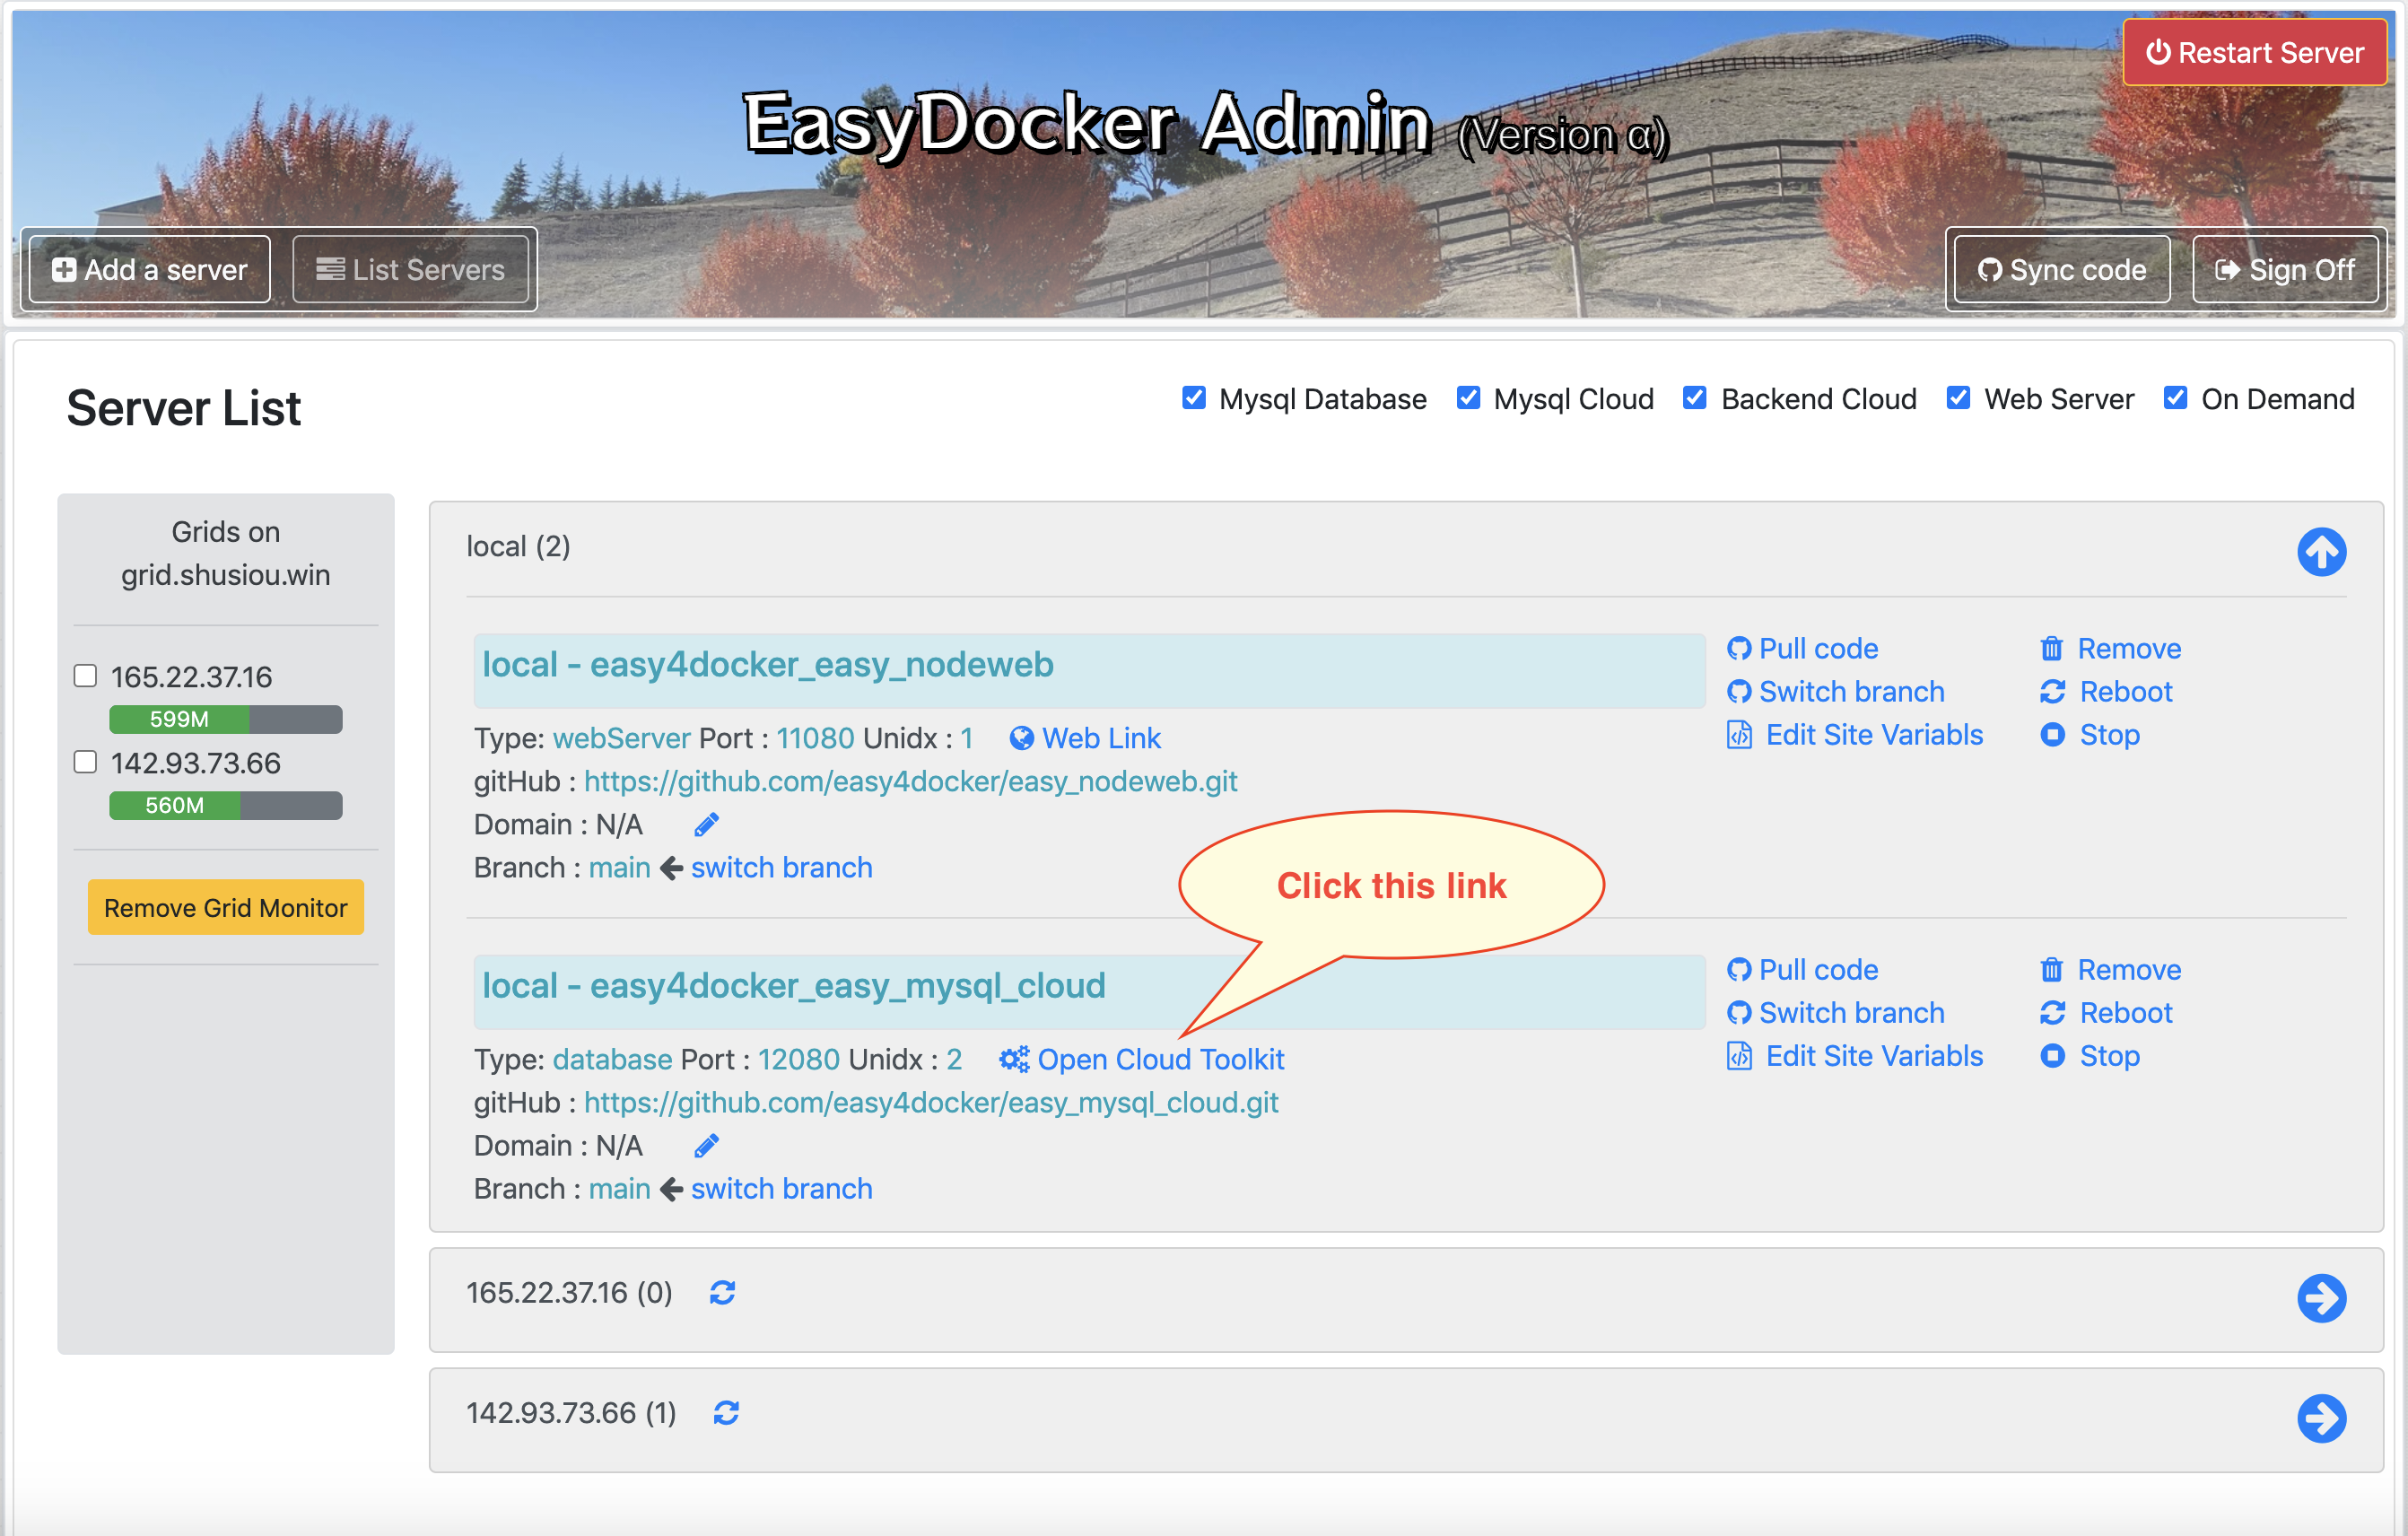 Restart Server
EasyDocker Admin (Version α)
Add a server
List Servers
Sync code
Sign Off
Server List
Mysql Database
Mysql Cloud
Backend Cloud
Web Server
On Demand
Grids on
grid.shusiou.win
165.22.37.16
599M
142.93.73.66
560M
Remove Grid Monitor
local (2)
local - easy4docker_easy_nodeweb
Type: webServer Port : 11080 Unidx : 1 Web Link
gitHub : https://github.com/easy4docker/easy_nodeweb.git
Domain : N/A
Branch : main switch branch
Pull code
Remove
Switch branch
Reboot
Edit Site Variabls
Stop
Click this link
local - easy4docker_easy_mysql_cloud
Type: database Port : 12080 Unidx : 2 Open Cloud Toolkit
gitHub : https://github.com/easy4docker/easy_mysql_cloud.git
Domain : N/A
Branch : main switch branch
Pull code
Remove
Switch branch
Reboot
Edit Site Variabls
Stop
165.22.37.16 (0)
142.93.73.66 (1)